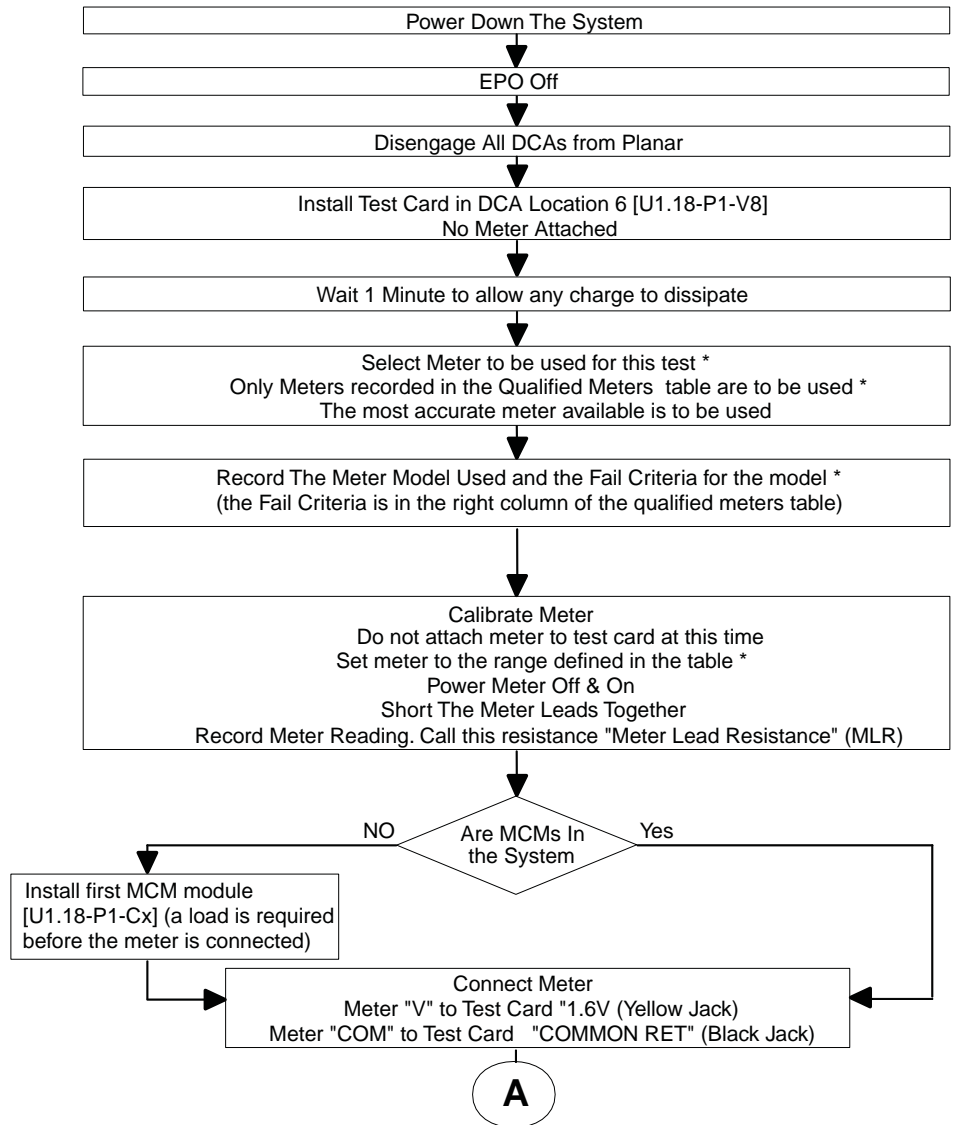 Power Down The System
EPO Off
Disengage All DCAs from Planar
Install Test Card in DCA Location 6 [U1.18-P1-V8]
No Meter Attached
Wait 1 Minute to allow any charge to dissipate
Select Meter to be used for this test *
Only Meters recorded in the Qualified Meters table are to be used *
The most accurate meter available is to be used
Record The Meter Model Used and the Fail Criteria for the model *
(the Fail Criteria is in the right column of the qualified meters table)
Calibrate Meter
Do not attach meter to test card at this time
Set meter to the range defined in the table *
Power Meter Off & On
Short The Meter Leads Together
Record Meter Reading. Call this resistance "Meter Lead Resistance" (MLR)
NO
Are MCMs In
the System
Yes
Install first MCM module
[U1.18-P1-Cx] (a load is required
before the meter is connected)
Connect Meter
Meter "V" to Test Card "1.6V (Yellow Jack)
Meter "COM" to Test Card "COMMON RET" (Black Jack)
A